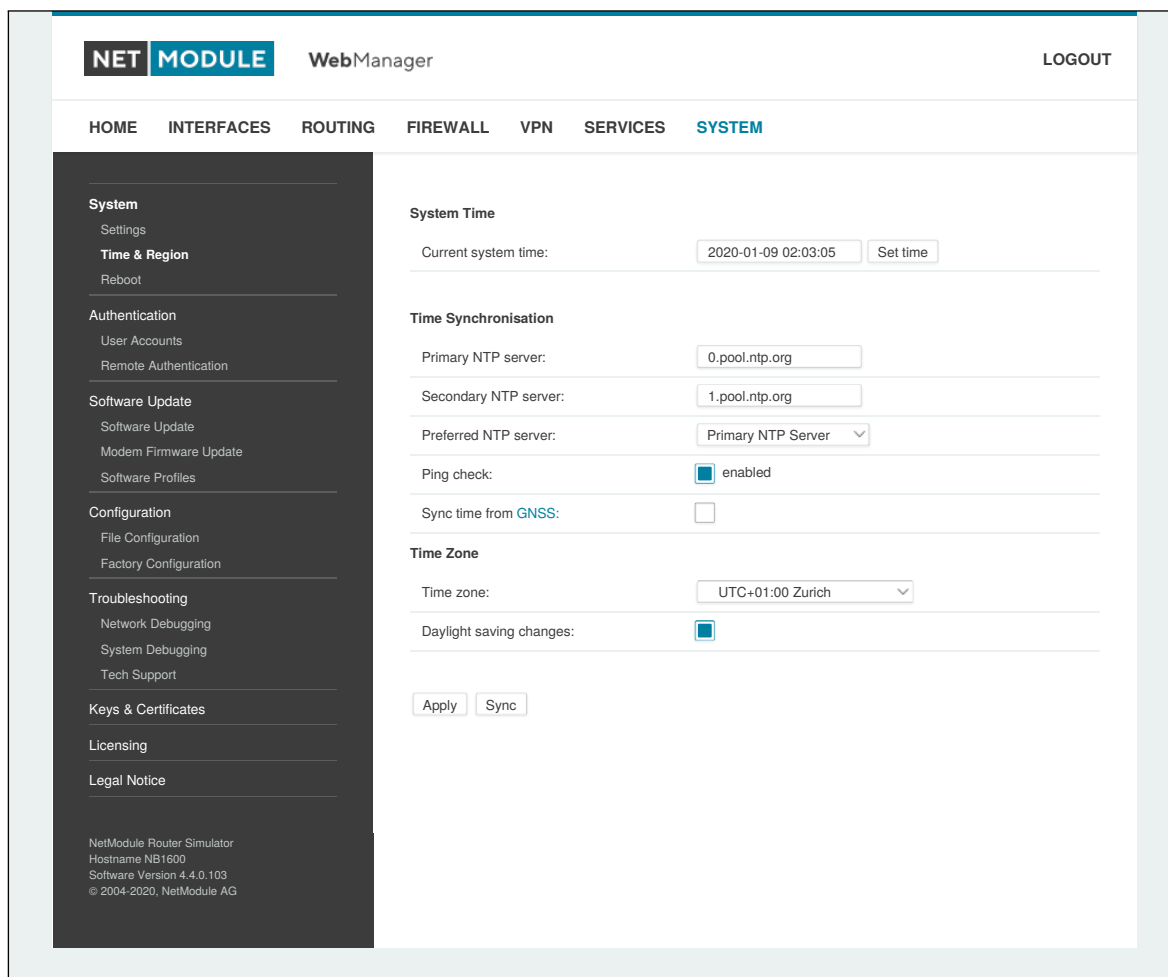 NET MODULE WebManager LOGOUT
HOME INTERFACES ROUTING FIREWALL VPN SERVICES SYSTEM
System
Settings
Time & Region
Reboot
Authentication
User Accounts
Remote Authentication
Software Update
Software Update
Modem Firmware Update
Software Profiles
Configuration
File Configuration
Factory Configuration
Troubleshooting
Network Debugging
System Debugging
Tech Support
Keys & Certificates
Licensing
Legal Notice
NetModule Router Simulator
Hostname NB1600
Software Version 4.4.0.103
© 2004-2020, NetModule AG
System Time
Current system time: 2020-01-09 02:03:05 Set time
Time Synchronisation
Primary NTP server: 0.pool.ntp.org
Secondary NTP server: 1.pool.ntp.org
Preferred NTP server: Primary NTP Server
Ping check: enabled
Sync time from GNSS:
Time Zone
Time zone: UTC+01:00 Zurich
Daylight saving changes:
Apply Sync